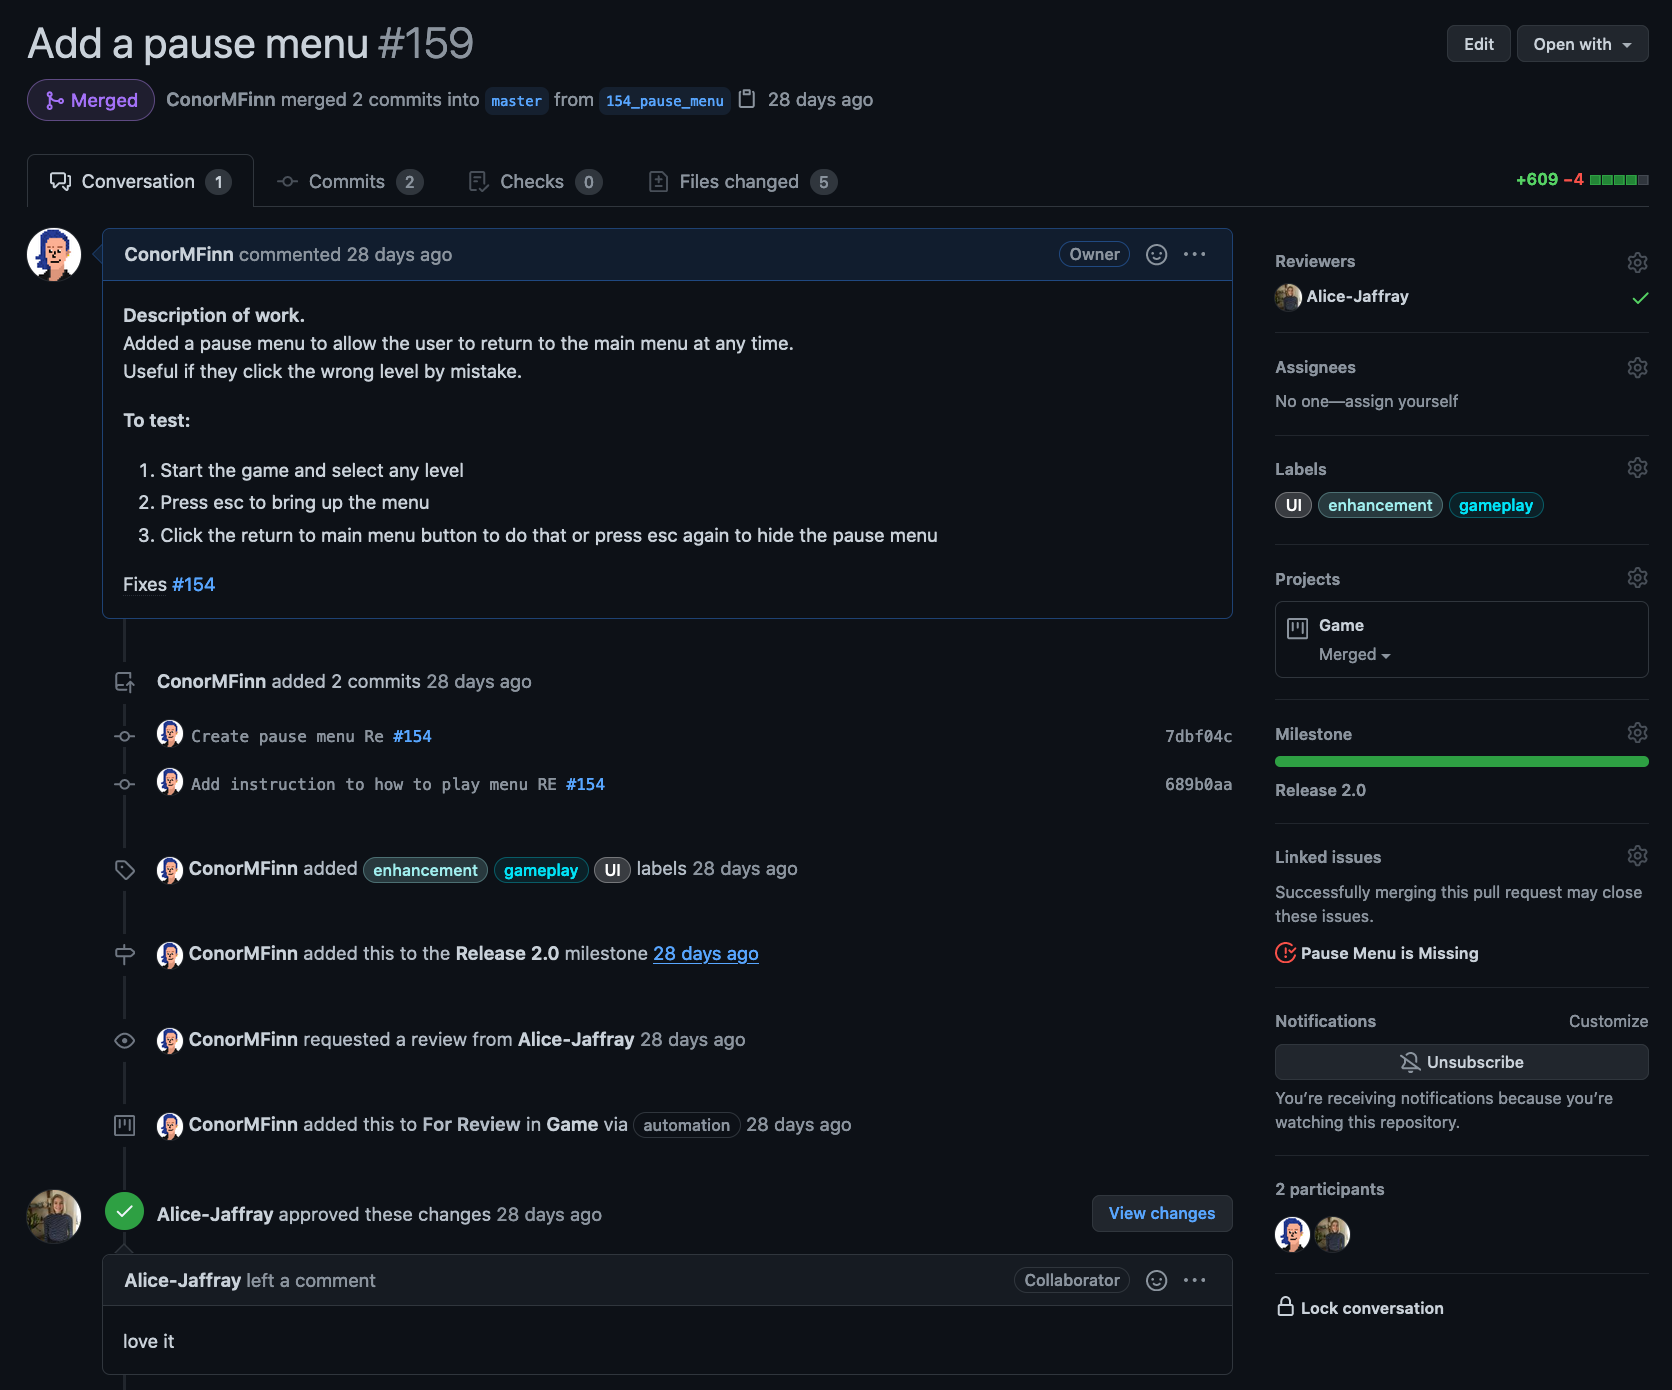 Add a pause menu #159
Edit
Open with
Merged
ConorMFinn merged 2 commits into master from 154_pause_menu 28 days ago
Conversation 1
Commits 2
Checks 0
Files changed 5
+609 −4
ConorMFinn commented 28 days ago
Owner
Description of work.
Added a pause menu to allow the user to return to the main menu at any time.
Useful if they click the wrong level by mistake.
To test:
1. Start the game and select any level
2. Press esc to bring up the menu
3. Click the return to main menu button to do that or press esc again to hide the pause menu
Fixes #154
ConorMFinn added 2 commits 28 days ago
Create pause menu Re #154 7dbf04c
Add instruction to how to play menu RE #154 689b0aa
ConorMFinn added enhancement gameplay UI labels 28 days ago
ConorMFinn added this to the Release 2.0 milestone 28 days ago
ConorMFinn requested a review from Alice-Jaffray 28 days ago
ConorMFinn added this to For Review in Game via automation 28 days ago
Alice-Jaffray approved these changes 28 days ago
View changes
Alice-Jaffray left a comment
Collaborator
love it
Reviewers
Alice-Jaffray
Assignees
No one—assign yourself
Labels
UI enhancement gameplay
Projects
Game
Merged
Milestone
Release 2.0
Linked issues
Successfully merging this pull request may close
these issues.
Pause Menu is Missing
Notifications
Customize
Unsubscribe
You’re receiving notifications because you’re
watching this repository.
2 participants
Lock conversation